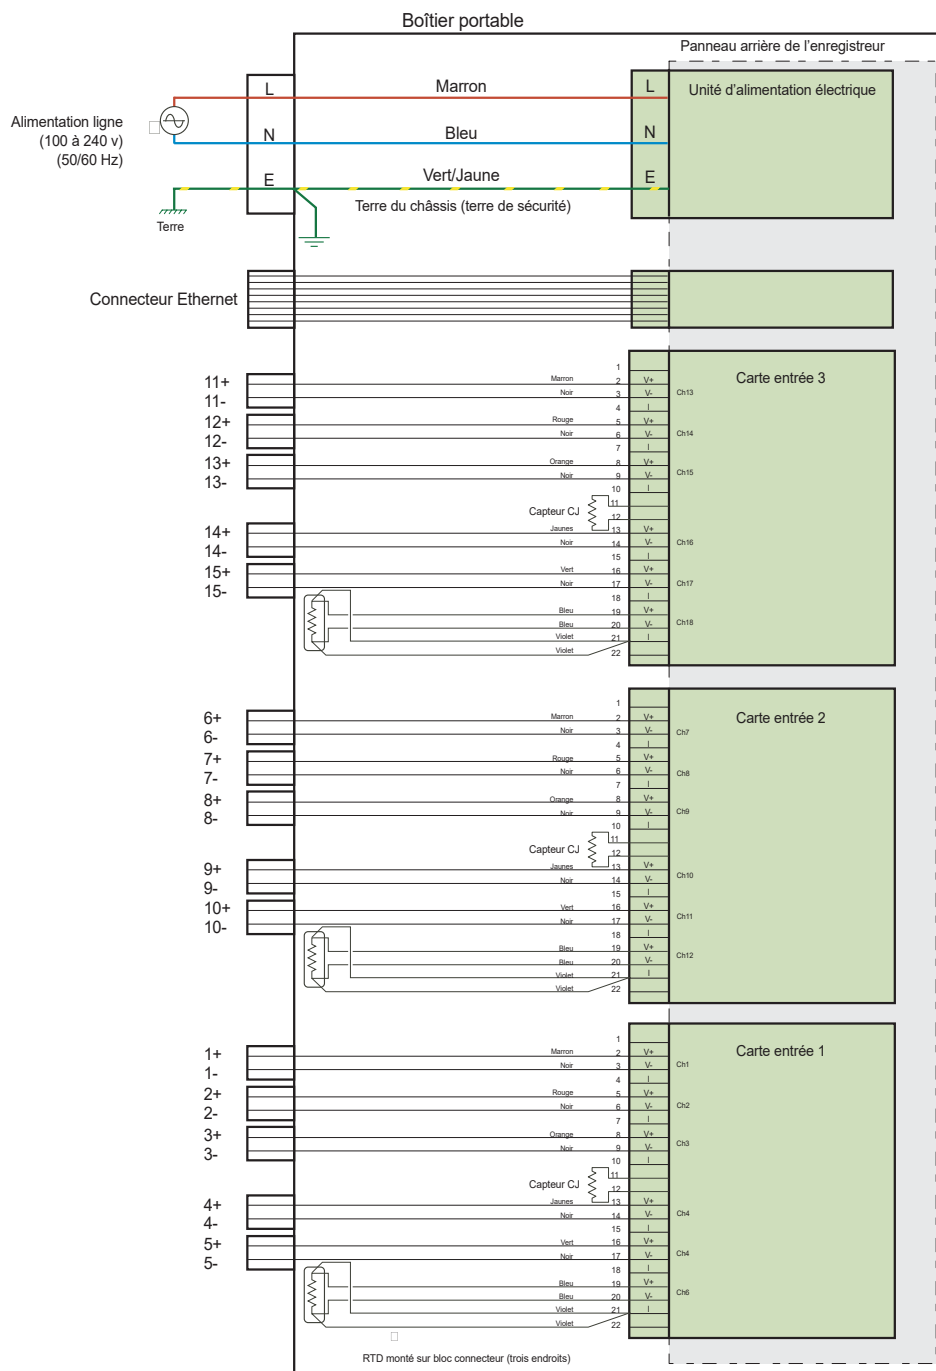 Boîtier portable
Panneau arrière de l'enregistreur
L
Marron
L
Unité d'alimentation électrique
Alimentation ligne
(100 à 240 v)
(50/60 Hz)
N
Bleu
N
E
Vert/Jaune
E
Terre du châssis (terre de sécurité)
Terre
Connecteur Ethernet
Carte entrée 3
1
11+ Marron 2 V+
11- Noir 3 V- Ch13
4 I
12+ Rouge 5 V+
12- Noir 6 V- Ch14
7 I
13+ Orange 8 V+
13- Noir 9 V- Ch15
10 I
11
Capteur CJ
12
14+ Jaunes 13 V+
14- Noir 14 V- Ch16
15 I
15+ Vert 16 V+
15- Noir 17 V- Ch17
18 I
Bleu 19 V+
Bleu 20 V- Ch18
Violet 21 I
Violet 22
Carte entrée 2
1
6+ Marron 2 V+
6- Noir 3 V- Ch7
4 I
7+ Rouge 5 V+
7- Noir 6 V- Ch8
7 I
8+ Orange 8 V+
8- Noir 9 V- Ch9
10 I
11
Capteur CJ
12
9+ Jaunes 13 V+
9- Noir 14 V- Ch10
15 I
10+ Vert 16 V+
10- Noir 17 V- Ch11
18 I
Bleu 19 V+
Bleu 20 V- Ch12
Violet 21 I
Violet 22
Carte entrée 1
1
1+ Marron 2 V+
1- Noir 3 V- Ch1
4 I
2+ Rouge 5 V+
2- Noir 6 V- Ch2
7 I
3+ Orange 8 V+
3- Noir 9 V- Ch3
10 I
11
Capteur CJ
12
4+ Jaunes 13 V+
4- Noir 14 V- Ch4
15 I
5+ Vert 16 V+
5- Noir 17 V- Ch4
18 I
Bleu 19 V+
Bleu 20 V- Ch6
Violet 21 I
Violet 22
RTD monté sur bloc connecteur (trois endroits)